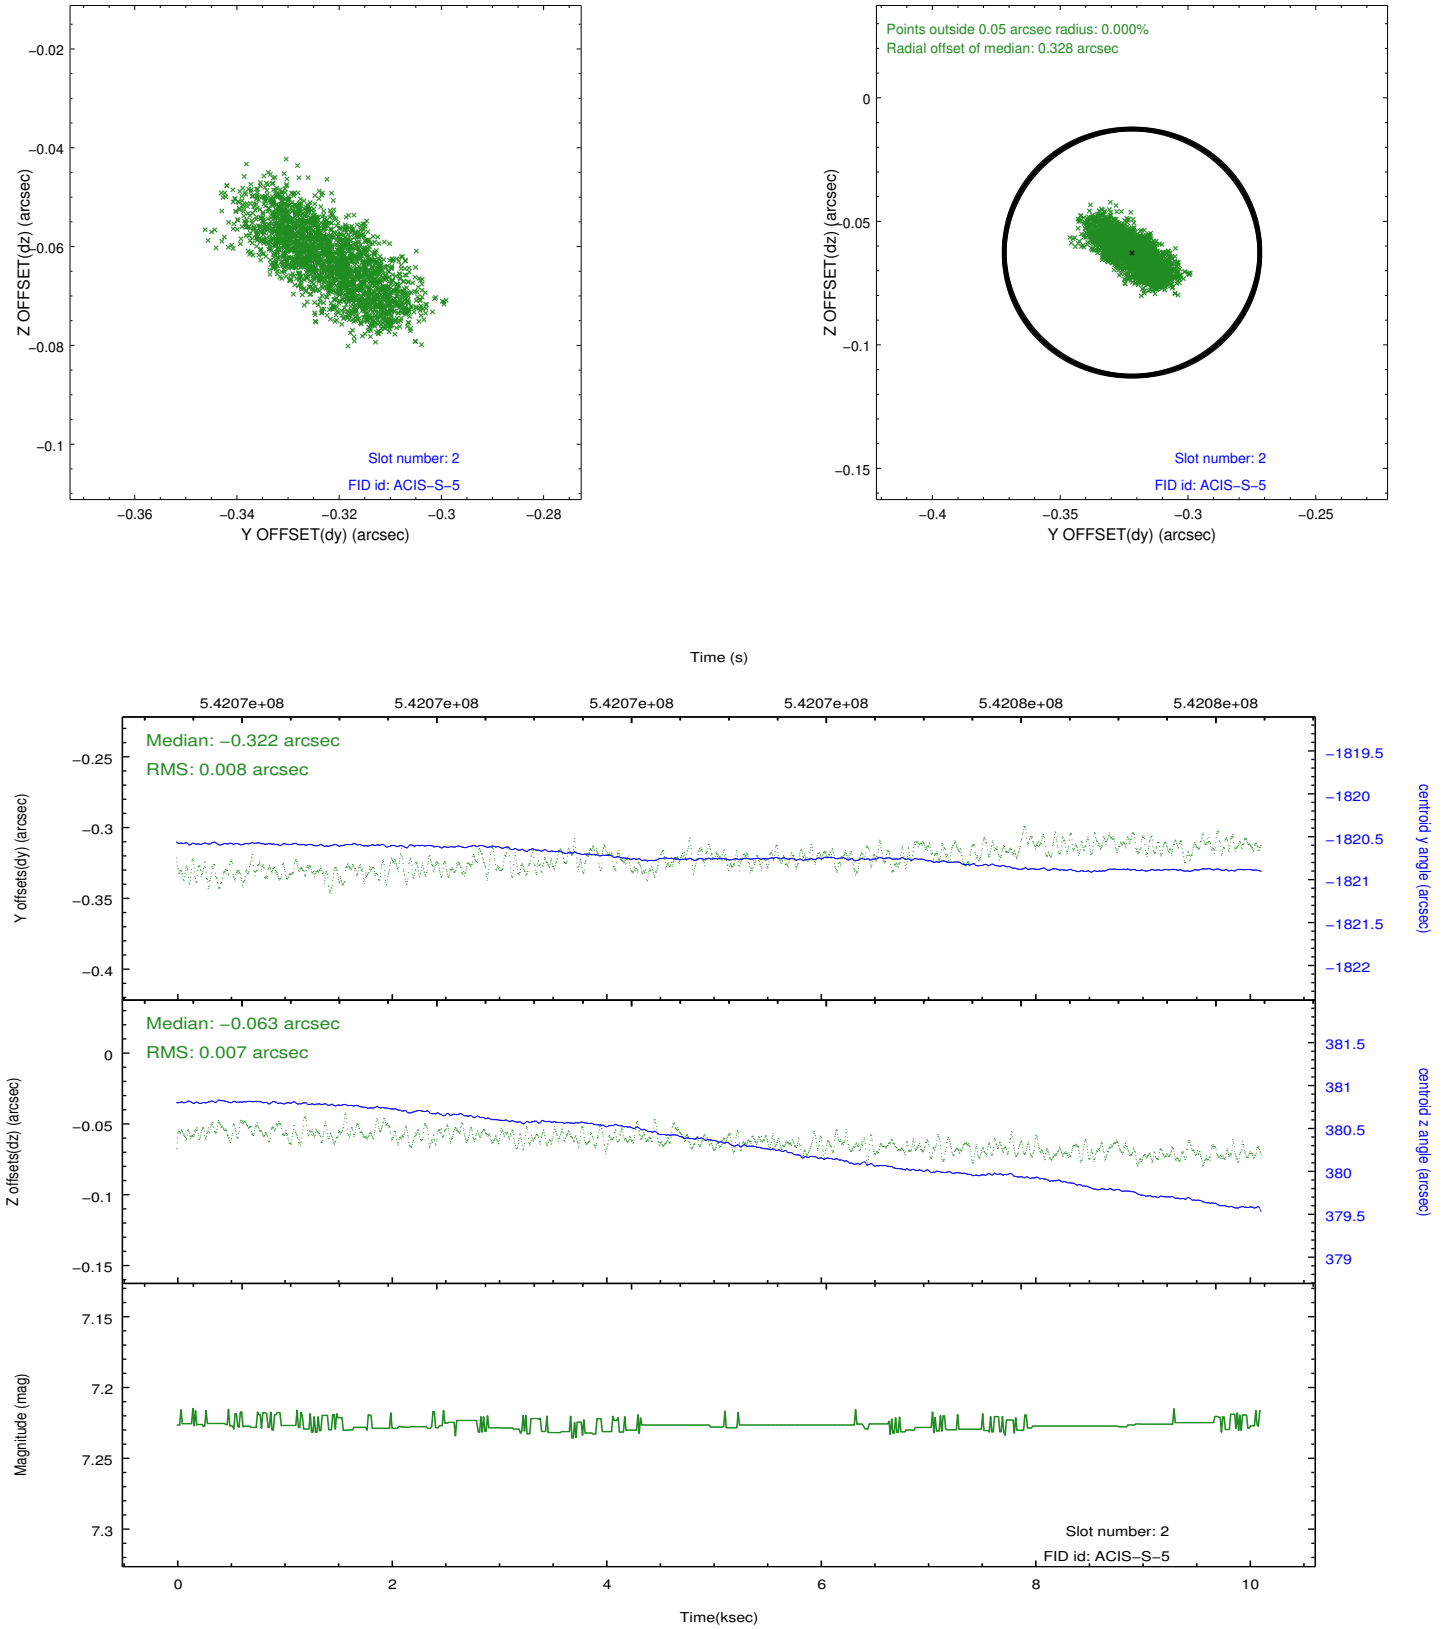 −0.02
−0.04
−0.06
−0.08
−0.1
Z OFFSET(dz) (arcsec)
Slot number: 2
FID id: ACIS−S−5
−0.36
−0.34
−0.32
−0.3
−0.28
Y OFFSET(dy) (arcsec)
Points outside 0.05 arcsec radius: 0.000%
Radial offset of median: 0.328 arcsec
0
−0.05
−0.1
−0.15
Z OFFSET(dz) (arcsec)
Slot number: 2
FID id: ACIS−S−5
−0.4
−0.35
−0.3
−0.25
Y OFFSET(dy) (arcsec)
Time (s)
5.4207e+08
5.4207e+08
5.4207e+08
5.4207e+08
5.4208e+08
5.4208e+08
Median: −0.322 arcsec
RMS: 0.008 arcsec
−0.25
−0.3
−0.35
−0.4
Y offsets(dy) (arcsec)
−1819.5
−1820
−1820.5
−1821
−1821.5
−1822
centroid y angle (arcsec)
Median: −0.063 arcsec
RMS: 0.007 arcsec
0
−0.05
−0.1
−0.15
Z offsets(dz) (arcsec)
381.5
381
380.5
380
379.5
379
centroid z angle (arcsec)
7.15
7.2
7.25
7.3
Magnitude (mag)
Slot number: 2
FID id: ACIS−S−5
0
2
4
6
8
10
Time(ksec)